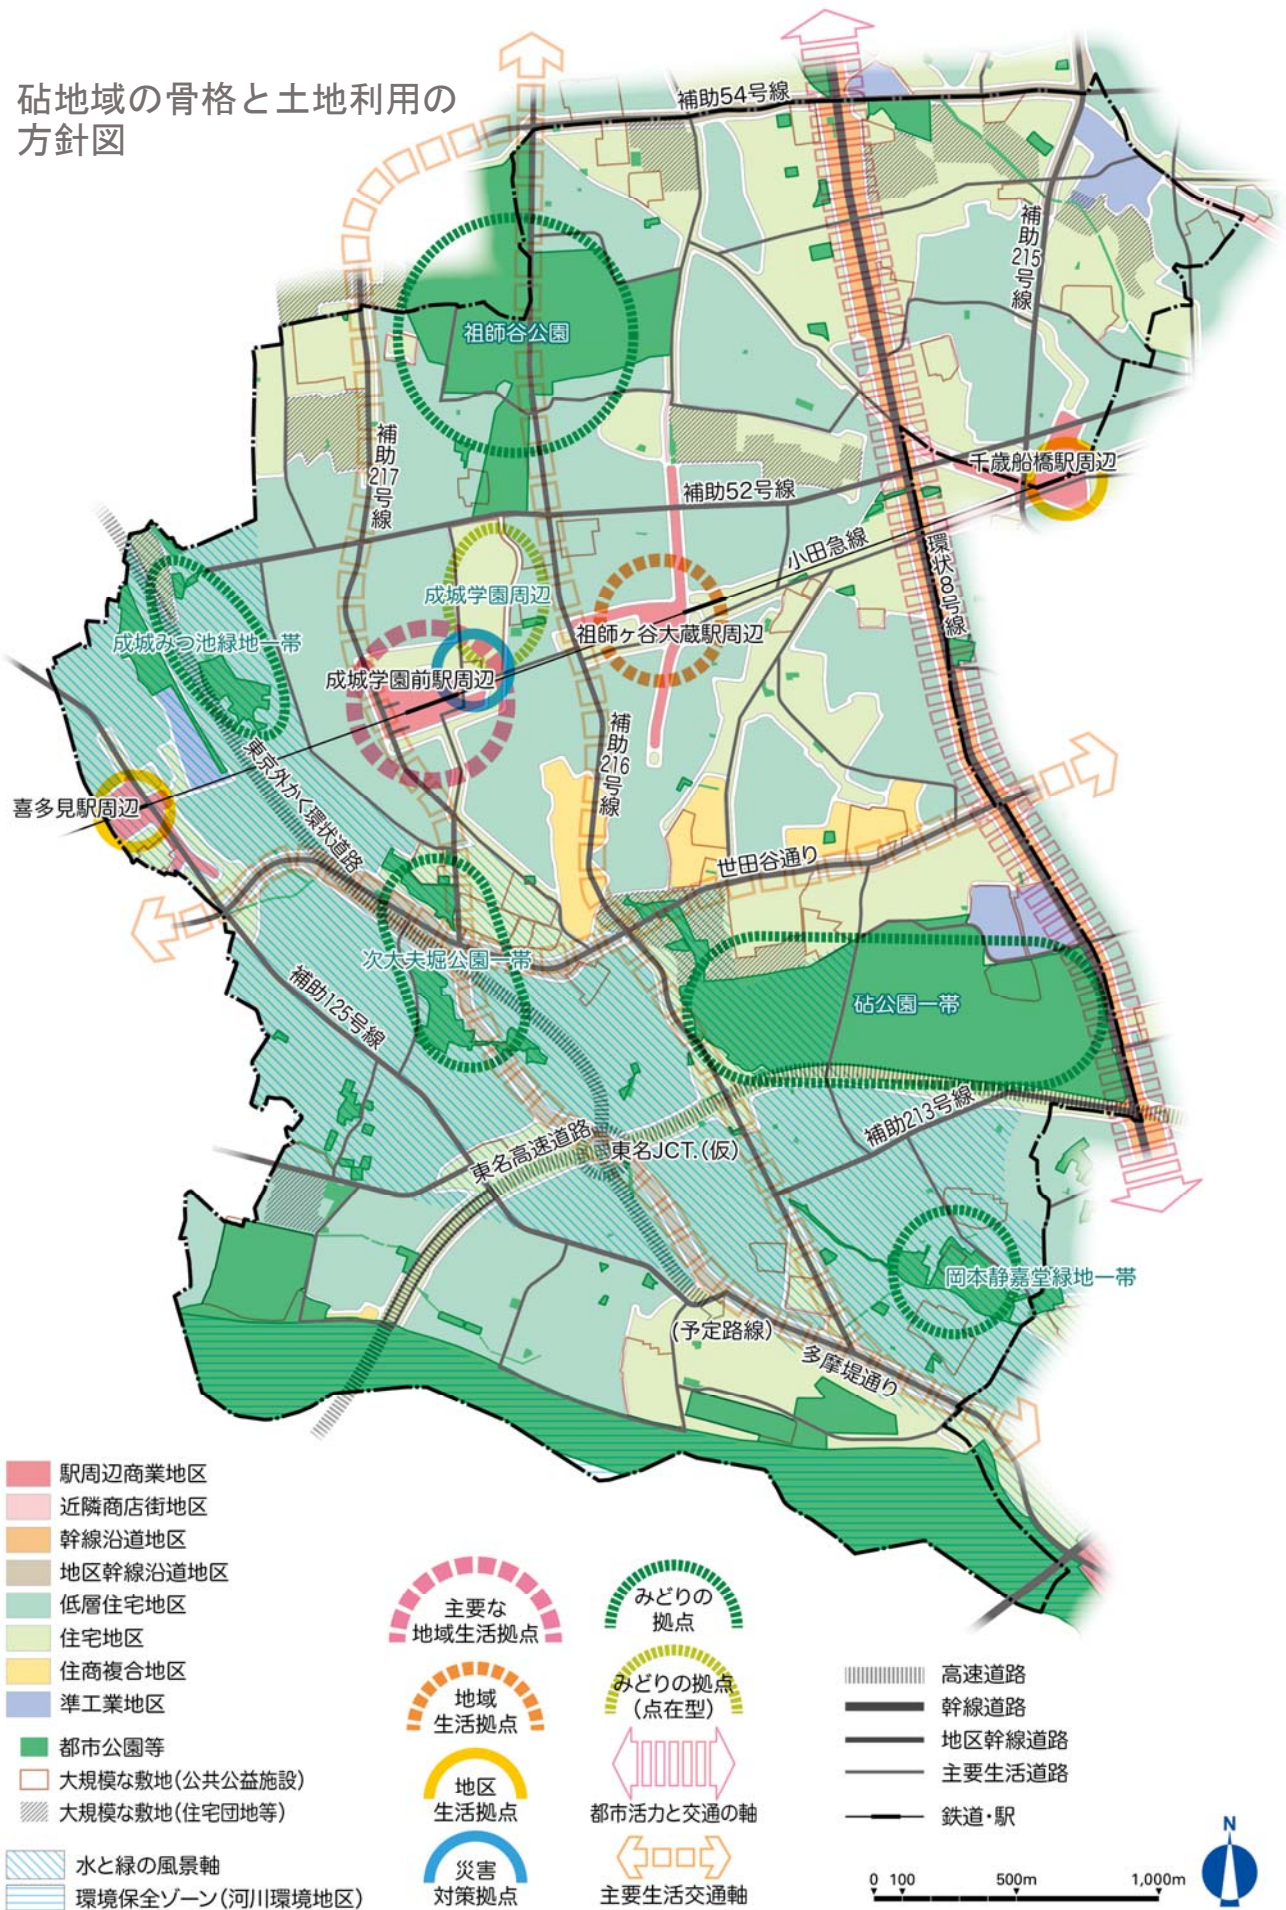 砧地域の骨格と土地利用の
方針図
補助54号線
補助215号線
祖師谷公園
補助217号線
千歳船橋駅周辺
補助52号線
小田急線
環状8号線
成城学園周辺
祖師ヶ谷大蔵駅周辺
成城みつ池緑地一帯
成城学園前駅周辺
補助216号線
東京外かく環状道路
喜多見駅周辺
世田谷通り
次大夫堀公園一帯
補助125号線
砧公園一帯
補助213号線
東名高速道路
東名JCT.(仮)
岡本静嘉堂緑地一帯
(予定路線)
多摩堤通り
駅周辺商業地区
近隣商店街地区
幹線沿道地区
地区幹線沿道地区
低層住宅地区
住宅地区
住商複合地区
準工業地区
都市公園等
大規模な敷地(公共公益施設)
大規模な敷地(住宅団地等)
水と緑の風景軸
環境保全ゾーン(河川環境地区)
主要な
地域生活拠点
地域
生活拠点
地区
生活拠点
災害
対策拠点
みどりの
拠点
みどりの拠点
(点在型)
都市活力と交通の軸
主要生活交通軸
高速道路
幹線道路
地区幹線道路
主要生活道路
鉄道・駅
N
0 100 500m 1,000m